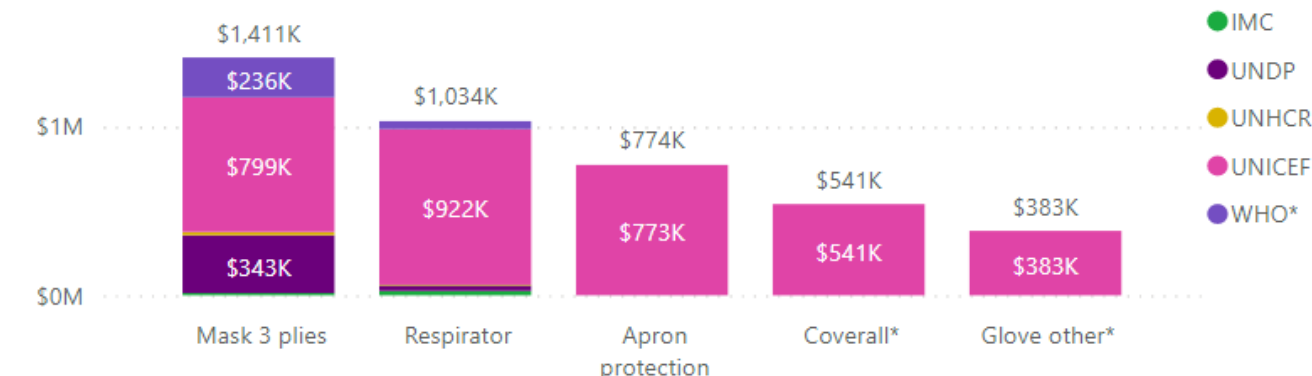 $1,411K
$236K
$799K
$343K
$1,034K
$922K
$774K
$773K
$541K
$541K
$383K
$383K
$1M
$0M
Mask 3 plies
Respirator
Apron
protection
Coverall*
Glove other*
IMC
UNDP
UNHCR
UNICEF
WHO*